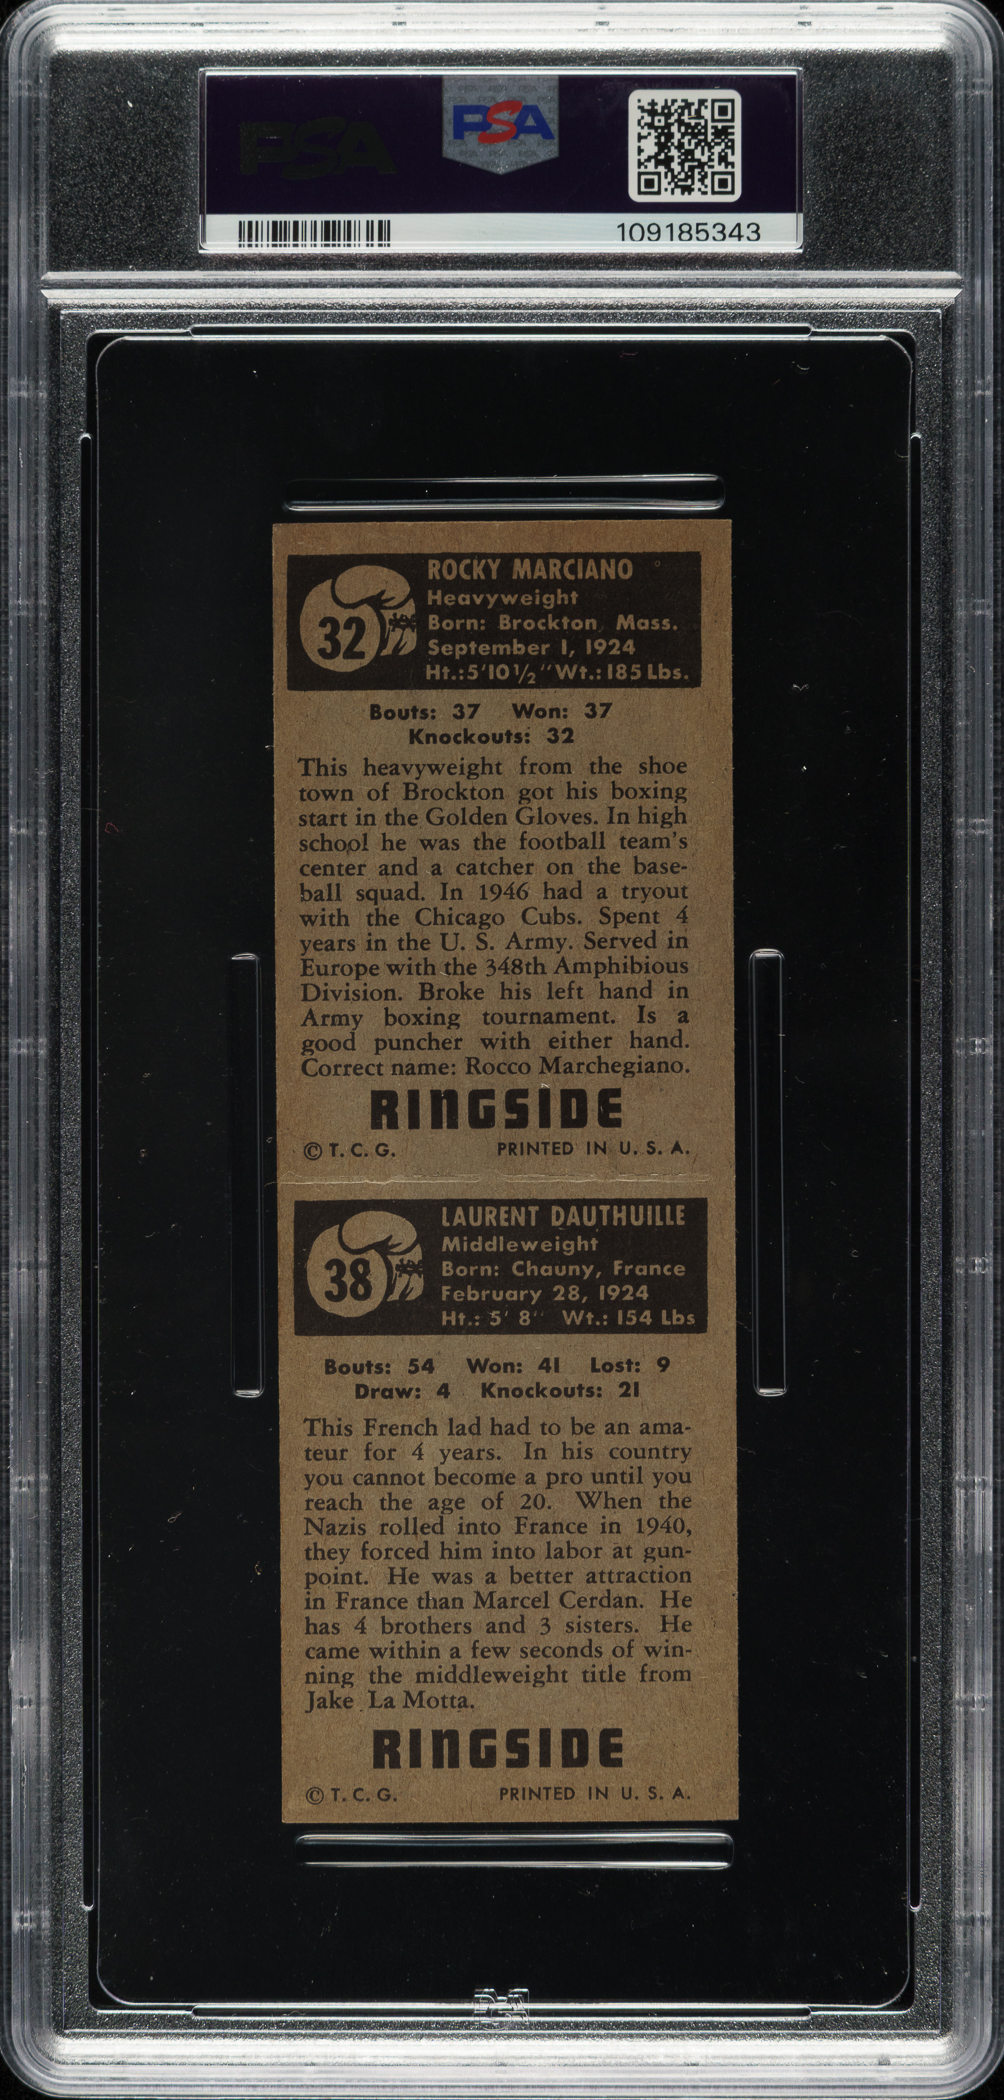 PSA
PSA
109185343
32
ROCKY MARCIANO
Heavyweight
Born: Brockton, Mass.
September 1, 1924
Ht.:5'10½" Wt.:185 Lbs.
Bouts: 37 Won: 37
Knockouts: 32
This heavyweight from the shoe
town of Brockton got his boxing
start in the Golden Gloves. In high
school he was the football team's
center and a catcher on the base-
ball squad. In 1946 had a tryout
with the Chicago Cubs. Spent 4
years in the U. S. Army. Served in
Europe with the 348th Amphibious
Division. Broke his left hand in
Army boxing tournament. Is a
good puncher with either hand.
Correct name: Rocco Marchegiano.
RINGSIDE
© T. C. G. PRINTED IN U. S. A.
38
LAURENT DAUTHUILLE
Middleweight
Born: Chauny, France
February 28, 1924
Ht.: 5' 8" Wt.: 154 Lbs
Bouts: 54 Won: 41 Lost: 9
Draw: 4 Knockouts: 21
This French lad had to be an ama-
teur for 4 years. In his country
you cannot become a pro until you
reach the age of 20. When the
Nazis rolled into France in 1940,
they forced him into labor at gun-
point. He was a better attraction
in France than Marcel Cerdan. He
has 4 brothers and 3 sisters. He
came within a few seconds of win-
ning the middleweight title from
Jake La Motta.
RINGSIDE
© T. C. G. PRINTED IN U. S. A.
PSA